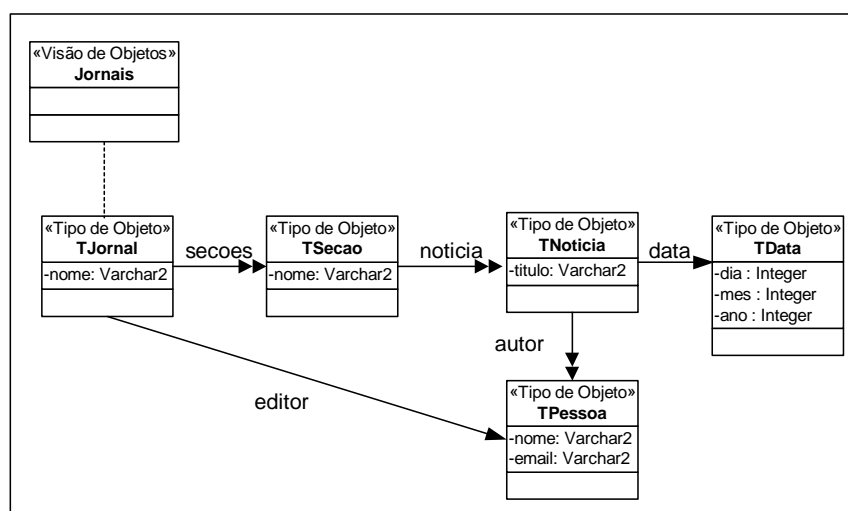 «Visão de Objetos»
Jornais
«Tipo de Objeto»
TJornal
-nome: Varchar2
secoes
«Tipo de Objeto»
TSecao
-nome: Varchar2
noticia
«Tipo de Objeto»
TNoticia
-titulo: Varchar2
data
«Tipo de Objeto»
TData
-dia : Integer
-mes : Integer
-ano : Integer
autor
editor
«Tipo de Objeto»
TPessoa
-nome: Varchar2
-email: Varchar2